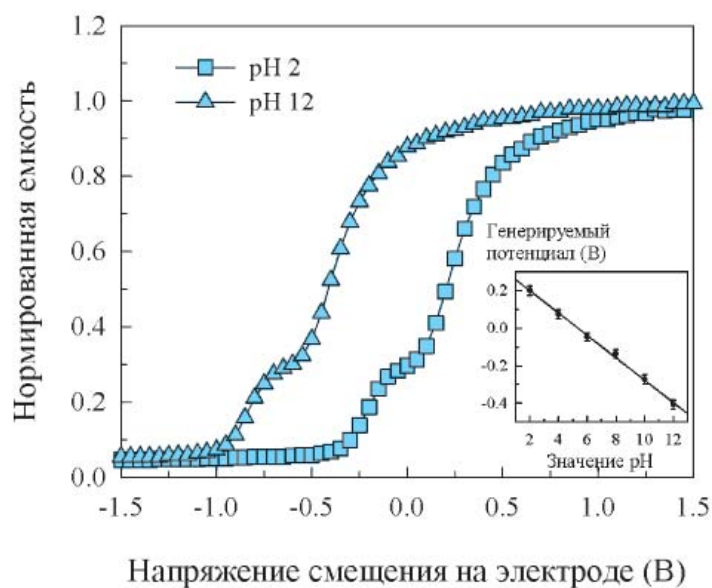 1.2
pH 2
pH 12
1.0
0.8
Нормированная емкость
Генерируемый
потенциал (В)
0.6
0.2
0.4
0.0
-0.2
0.2
-0.4
2 4 6 8 10 12
Значение pH
0.0
-1.5 -1.0 -0.5 0.0 0.5 1.0 1.5
Напряжение смещения на электроде (В)